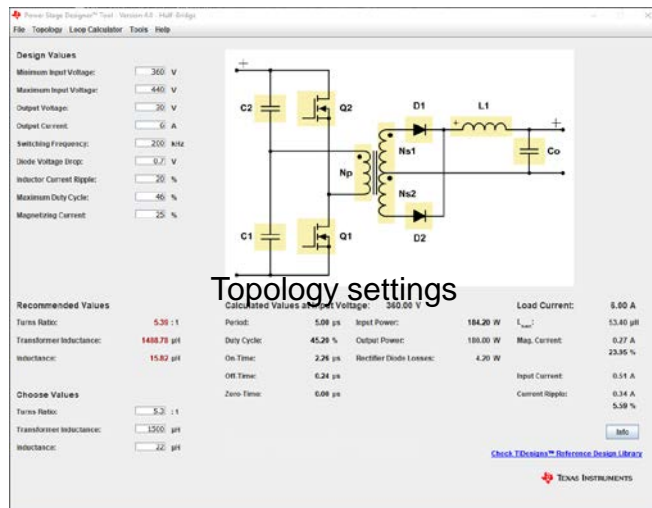 Power Stage Designer™ Tool - Version 4.0 - Half-Bridge
File Topology Loop Calculator Tools Help
Design Values
Minimum Input Voltage: 360 V
Maximum Input Voltage: 440 V
Output Voltage: 30 V
Output Current: 6 A
Switching Frequency: 200 kHz
Diode Voltage Drop: 0.7 V
Inductor Current Ripple: 20 %
Maximum Duty Cycle: 46 %
Magnetizing Current: 25 %
C2 Q2 D1 L1
Ns1 Co
Np
Ns2
C1 Q1 D2
Topology settings
Recommended Values
Turns Ratio: 5.39 : 1
Transformer Inductance: 1488.78 µH
Inductance: 15.82 µH
Choose Values
Turns Ratio: 5.3 : 1
Transformer Inductance: 1500 µH
Inductance: 22 µH
Calculated Values at Input Voltage: 360.00 V Load Current: 6.00 A
Period: 5.00 µs Input Power: 184.20 W 53.40 µH
Duty Cycle: 45.20 % Output Power: 180.00 W Mag. Current: 0.27 A
23.95 %
On-Time: 2.26 µs Rectifier Diode Losses: 4.20 W
Off-Time: 0.24 µs Input Current: 0.51 A
Zero-Time: 0.00 µs Current Ripple: 0.34 A
5.59 %
Info
Check TIDesigns™ Reference Design Library
TEXAS INSTRUMENTS